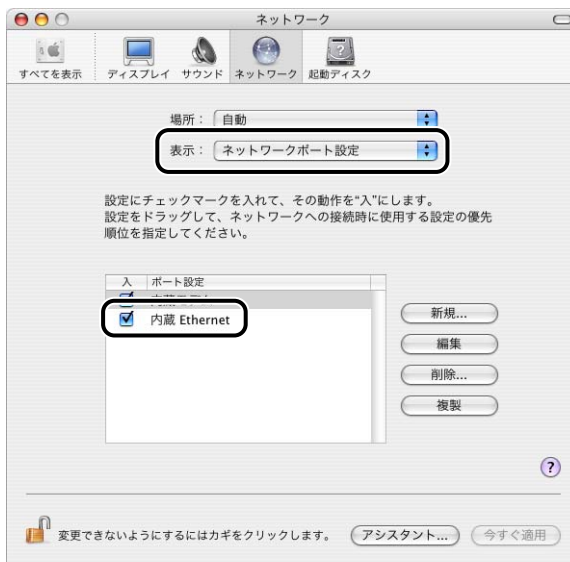 ネットワーク
すべてを表示 ディスプレイ サウンド ネットワーク 起動ディスク
場所： 自動
表示： ネットワークポート設定
設定にチェックマークを入れて、その動作を“入”にします。
設定をドラッグして、ネットワークへの接続時に使用する設定の優先
順位を指定してください。
入 ポート設定
内蔵 Ethernet
新規...
編集
削除...
複製
?
変更できないようにするにはカギをクリックします。 アシスタント... 今すぐ適用